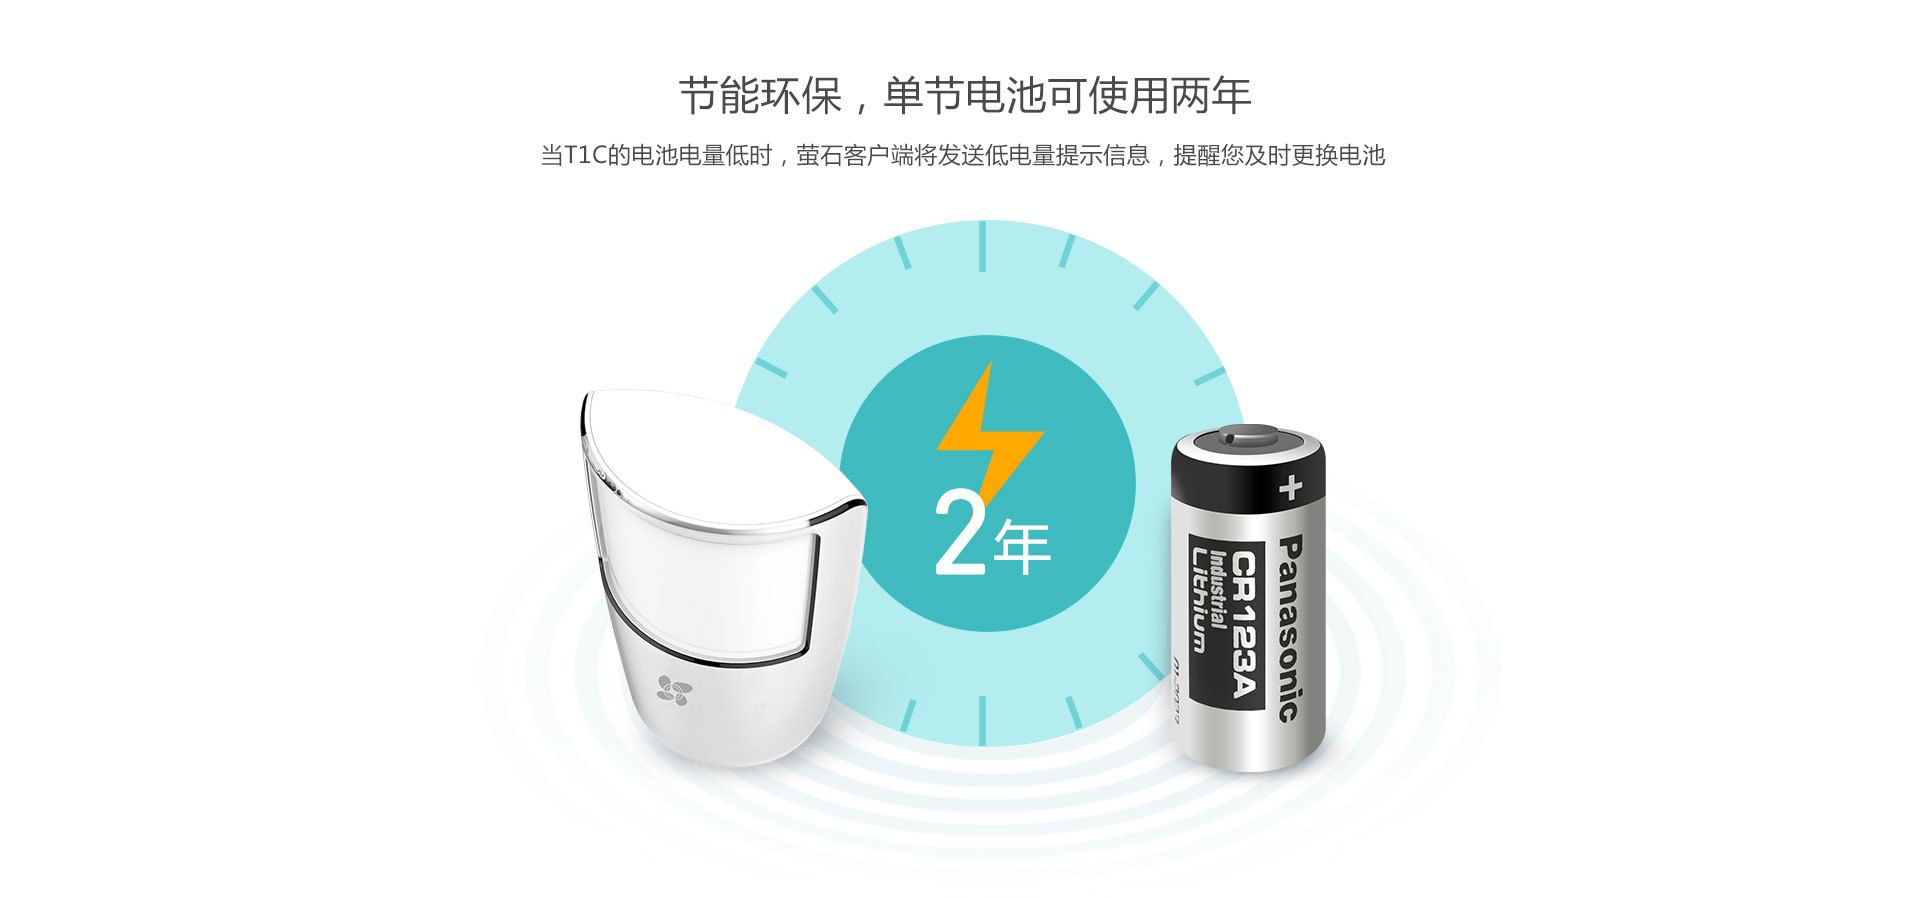 节能环保，单节电池可使用两年
当T1C的电池电量低时，萤石客户端将发送低电量提示信息，提醒您及时更换电池
2年
+
Panasonic
CR123A
Industrial
Lithium